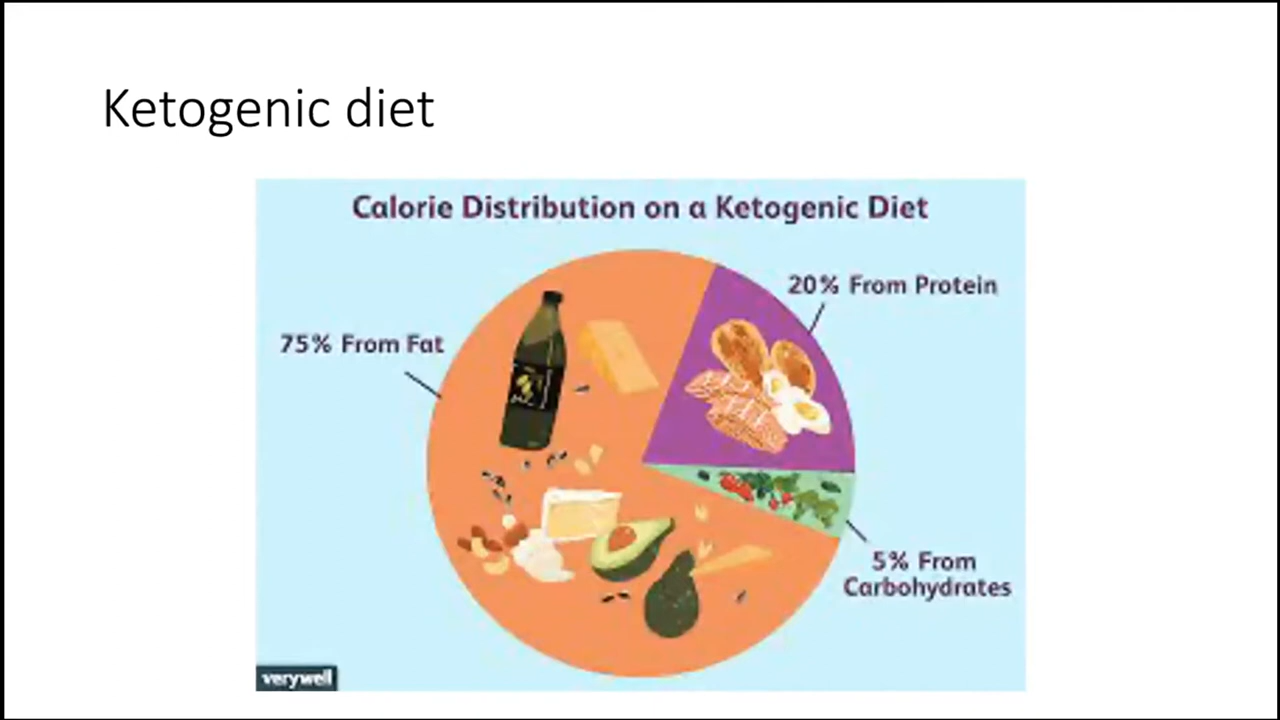 Ketogenic diet
Calorie Distribution on a Ketogenic Diet
20% From Protein
75% From Fat
5% From
Carbohydrates
verywell